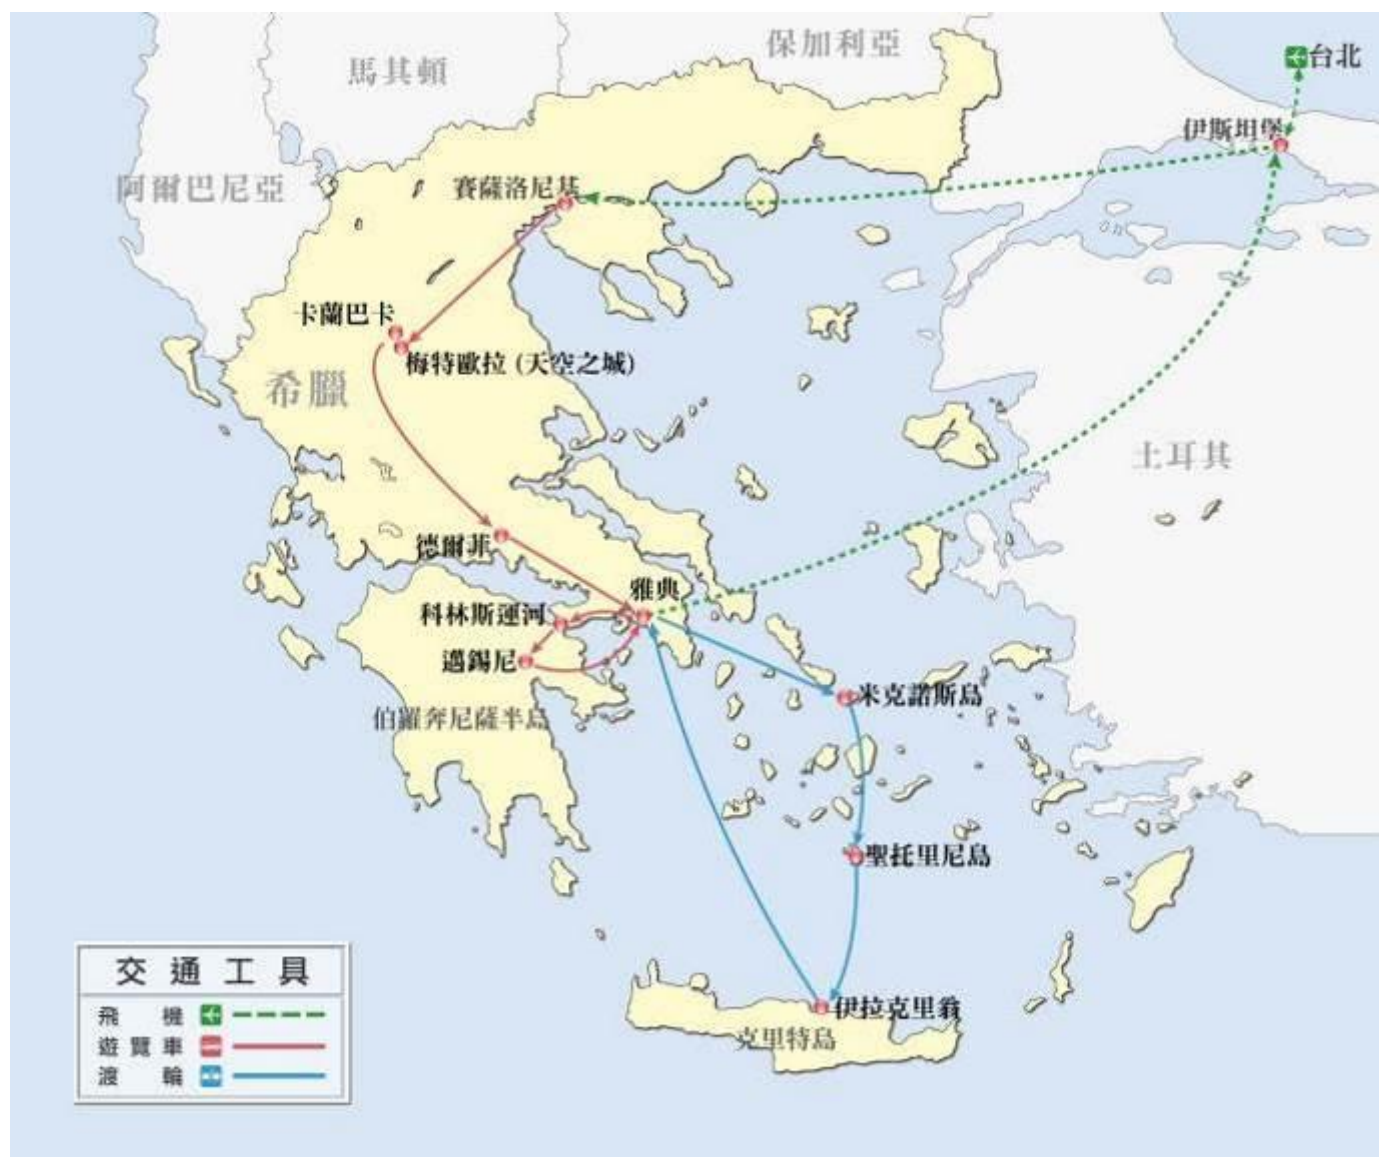 保加利亞
馬其頓
台北
伊斯坦堡
阿爾巴尼亞
賽薩洛尼基
卡蘭巴卡
梅特歐拉 (天空之城)
希臘
土耳其
德爾菲
雅典
科林斯運河
邁錫尼
米克諾斯島
伯羅奔尼薩半島
聖托里尼島
伊拉克里翁
克里特島
交通工具
飛機
遊覽車
渡輪